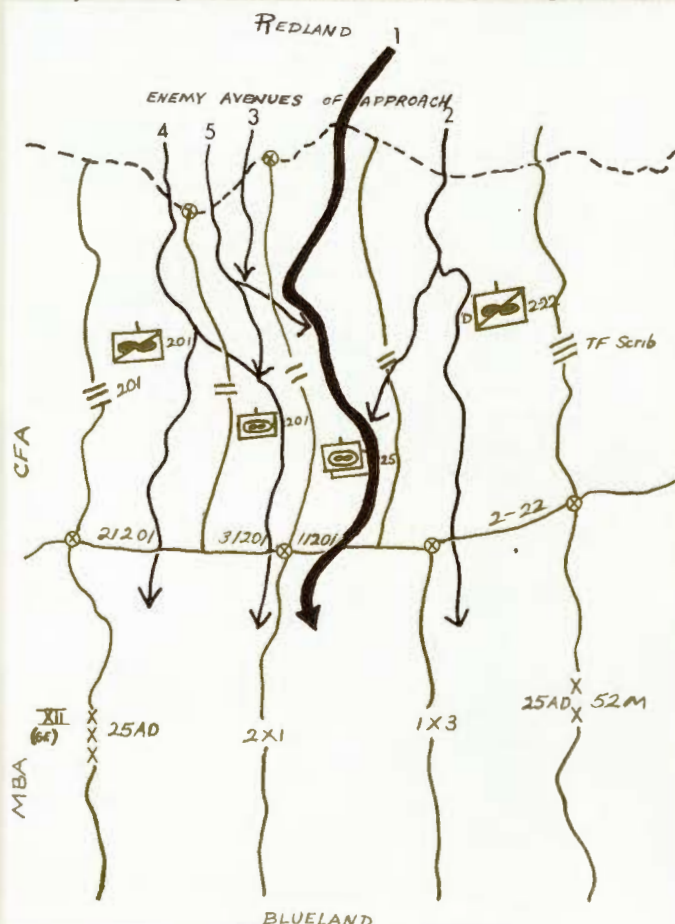 REDLAND
1
ENEMY AVENUES OF APPROACH
4
5
3
2
201
D
2-22
201
TF Scrib
201
25
CFA
2/201
3/201
1/201
2-22
XII
(GE)
X
X
X
25AD
2X1
1X3
25AD
X
X
52M
MBA
BLUELAND